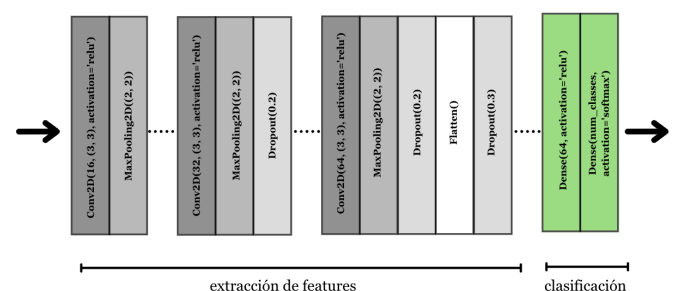 Conv2D(16, (3, 3), activation='relu')
MaxPooling2D((2, 2))
Conv2D(32, (3, 3), activation='relu')
MaxPooling2D((2, 2))
Dropout(0.2)
Conv2D(64, (3, 3), activation='relu')
MaxPooling2D((2, 2))
Dropout(0.2)
Flatten()
Dropout(0.3)
Dense(64, activation='relu')
Dense(num_classes,
activation='softmax')
extracción de features
clasificación